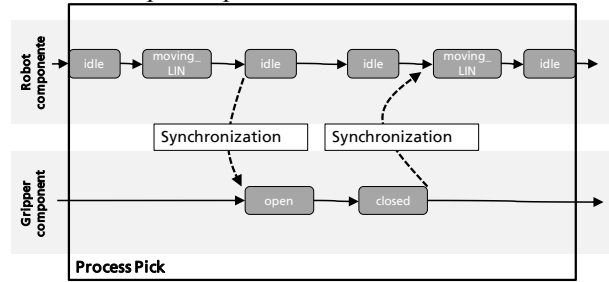 Robot
componente
idle
moving_
LIN
idle
idle
moving_
LIN
idle
Synchronization
Synchronization
Gripper
component
open
closed
Process Pick